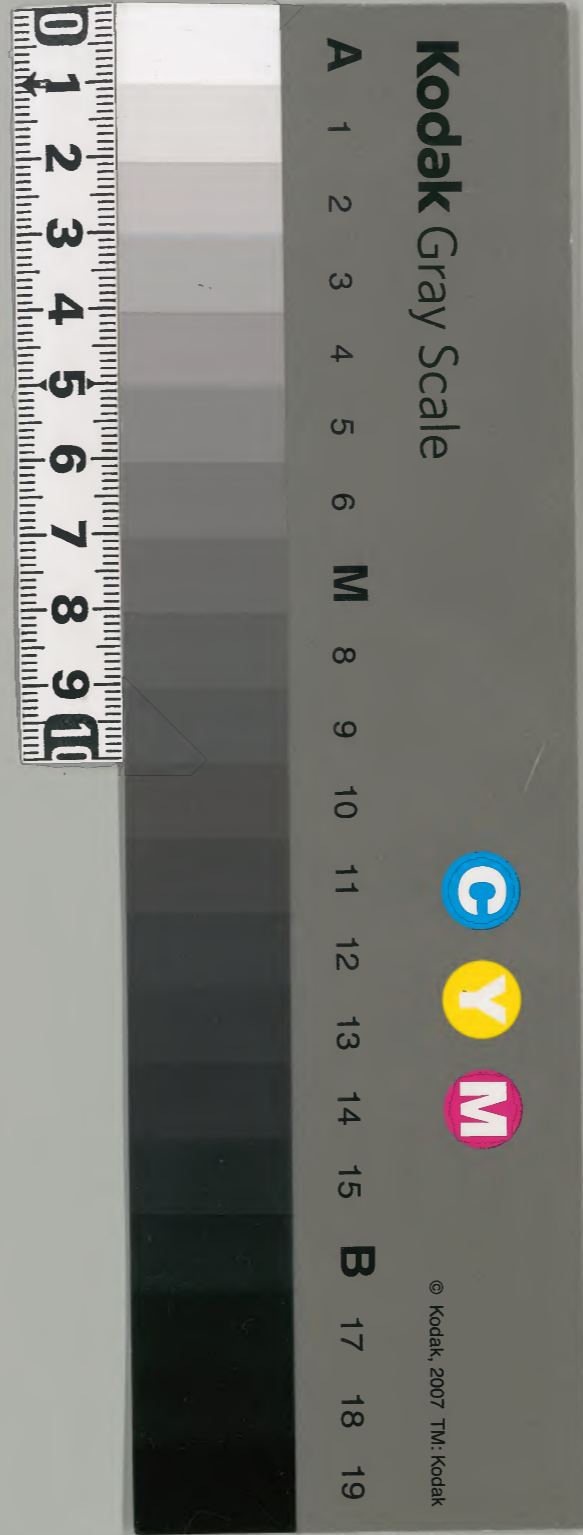 Kodak Gray Scale
C Y M
© Kodak, 2007 TM: Kodak
A 1 2 3 4 5 6 M 8 9 10 11 12 13 14 15 B 17 18 19
0 1 2 3 4 5 6 7 8 9 10